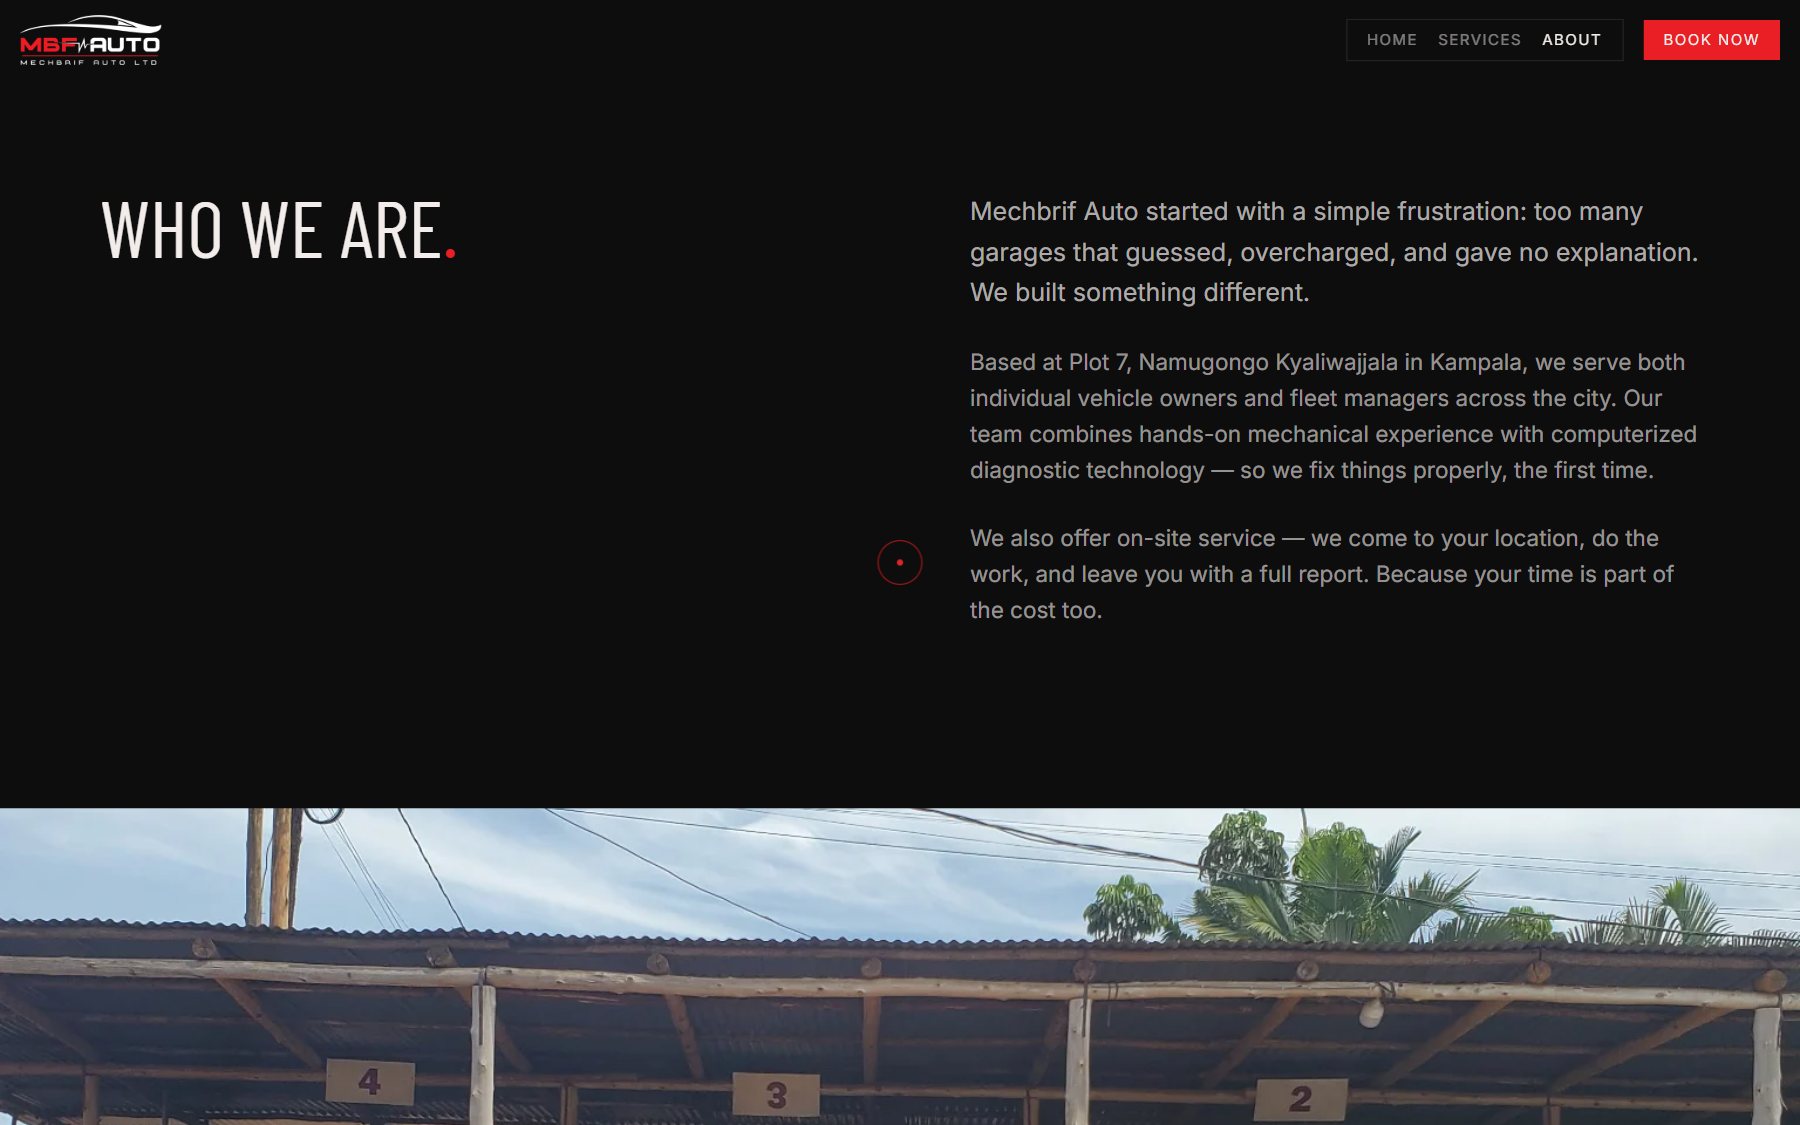 MBF AUTO
MECHBRIF AUTO LTD
HOME SERVICES ABOUT
BOOK NOW
WHO WE ARE.
Mechbrif Auto started with a simple frustration: too many
garages that guessed, overcharged, and gave no explanation.
We built something different.
Based at Plot 7, Namugongo Kyaliwajjala in Kampala, we serve both
individual vehicle owners and fleet managers across the city. Our
team combines hands-on mechanical experience with computerized
diagnostic technology — so we fix things properly, the first time.
We also offer on-site service — we come to your location, do the
work, and leave you with a full report. Because your time is part of
the cost too.
4
3
2